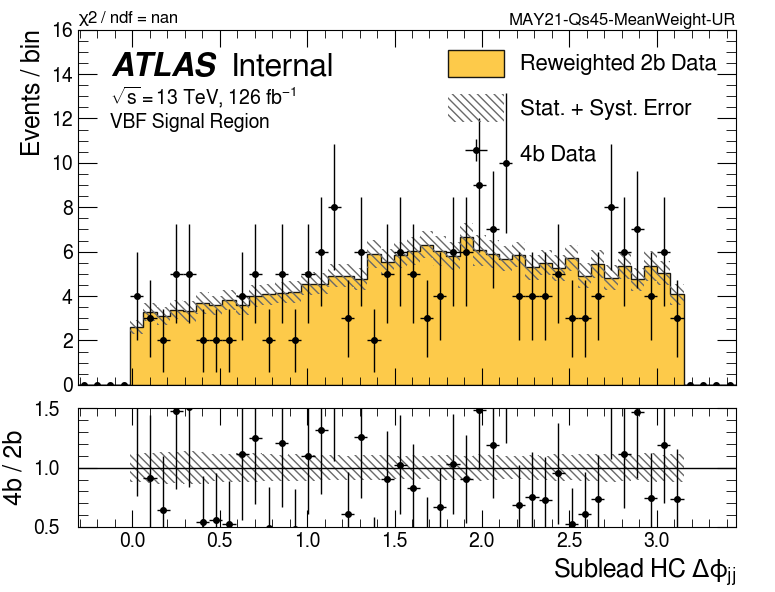 χ2 / ndf = nan
MAY21-Qs45-MeanWeight-UR
Events / bin
16
14
12
10
8
6
4
2
0
ATLAS Internal
√s = 13 TeV, 126 fb⁻¹
VBF Signal Region
Reweighted 2b Data
Stat. + Syst. Error
4b Data
4b / 2b
1.5
1.0
0.5
0.0 0.5 1.0 1.5 2.0 2.5 3.0
Sublead HC Δϕjj